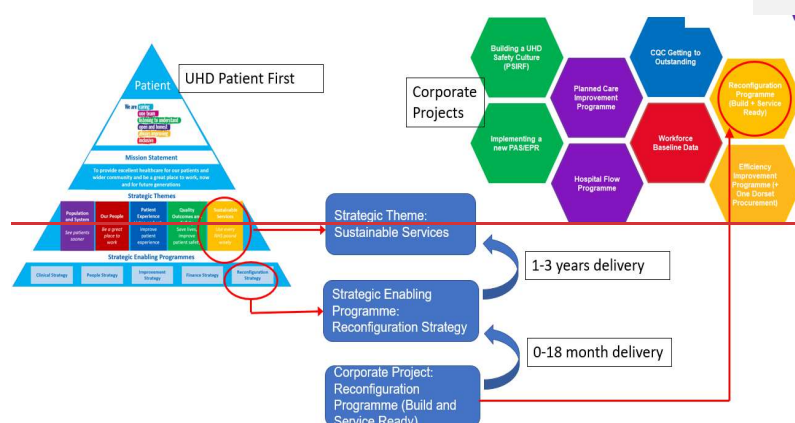 UHD Patient First
Patient
We are caring
one team
listening to understand
open and honest
inclusive
Mission Statement
To provide excellent healthcare for our patients and
wider community and be a great place to work, now
and for future generations.
Strategic Themes
Population
and System
See patients
sooner
Our People
Be a great
place to
work
Patient
Experience
Improve
patient
experience
Quality
Outcomes and
Save lives,
improve
patient safety
Sustainable
Services
Strategic Enabling Programmes
Clinical Strategy
People Strategy
Improvement
Strategy
Finance Strategy
Reconfiguration
Strategy
Corporate
Projects
Building a UHD
Safety Culture
(PSIRF)
Implementing a
new PAS/EPR
Planned Care
Improvement
Programme
Hospital Flow
Programme
CQC Getting to
Outstanding
Workforce
Baseline Data
Reconfiguration
Programme
(Build + Service
Ready)
Efficiency
Improvement
Programme (+
One Dorset
Procurement)
Strategic Theme:
Sustainable Services
1-3 years delivery
Strategic Enabling
Programme:
Reconfiguration Strategy
0-18 month delivery
Corporate Project:
Reconfiguration
Programme (Build and
Service Ready)